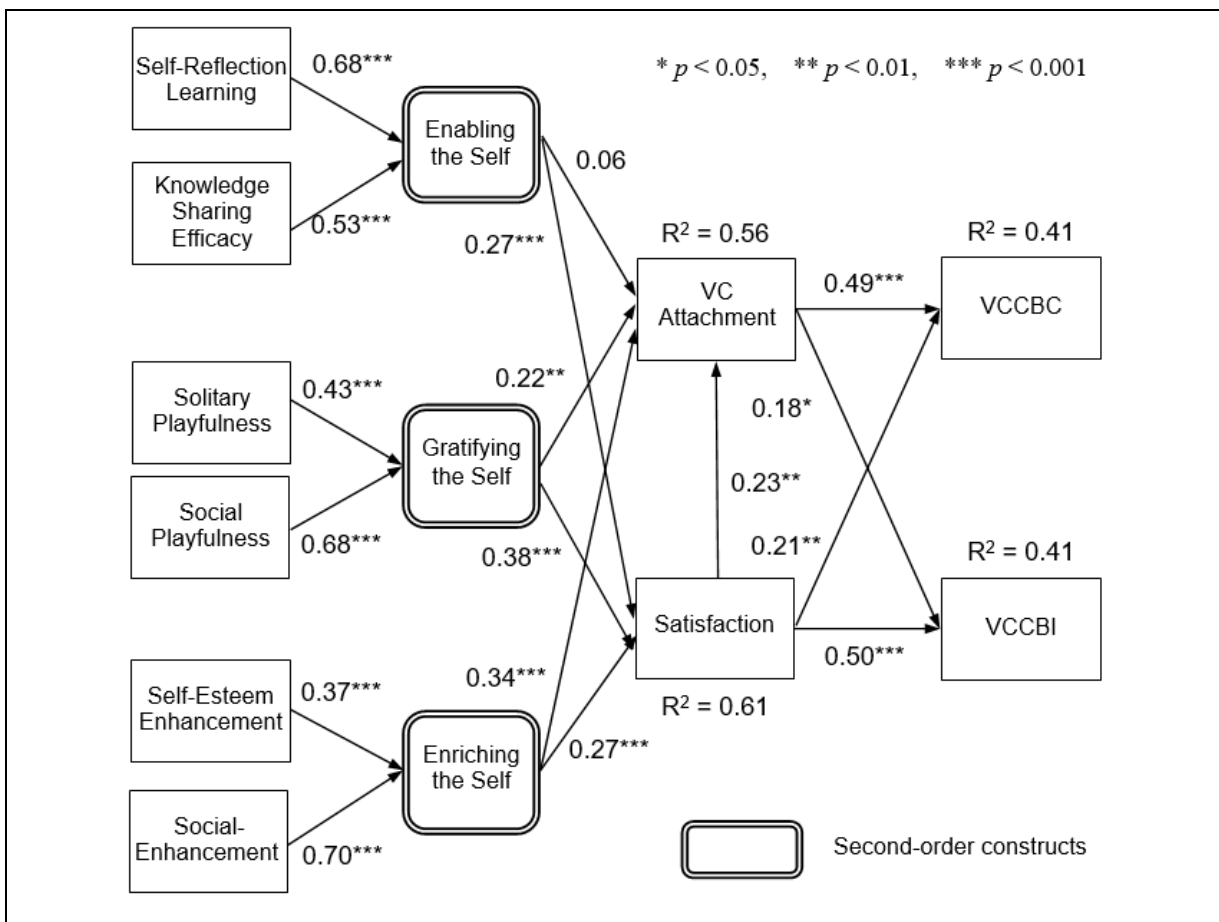 Self-Reflection
Learning
0.68***
* p < 0.05, ** p < 0.01, *** p < 0.001
Enabling
the Self
Knowledge
Sharing
Efficacy
0.53***
0.06
0.27***
R² = 0.56
R² = 0.41
VC
Attachment
0.49***
VCCBC
Solitary
Playfulness
0.43***
0.22**
0.18*
Gratifying
the Self
Social
Playfulness
0.68***
0.38***
0.23**
0.21**
R² = 0.41
Satisfaction
0.50***
VCCBI
R² = 0.61
Self-Esteem
Enhancement
0.37***
0.34***
Enriching
the Self
0.27***
Social-
Enhancement
0.70***
Second-order constructs